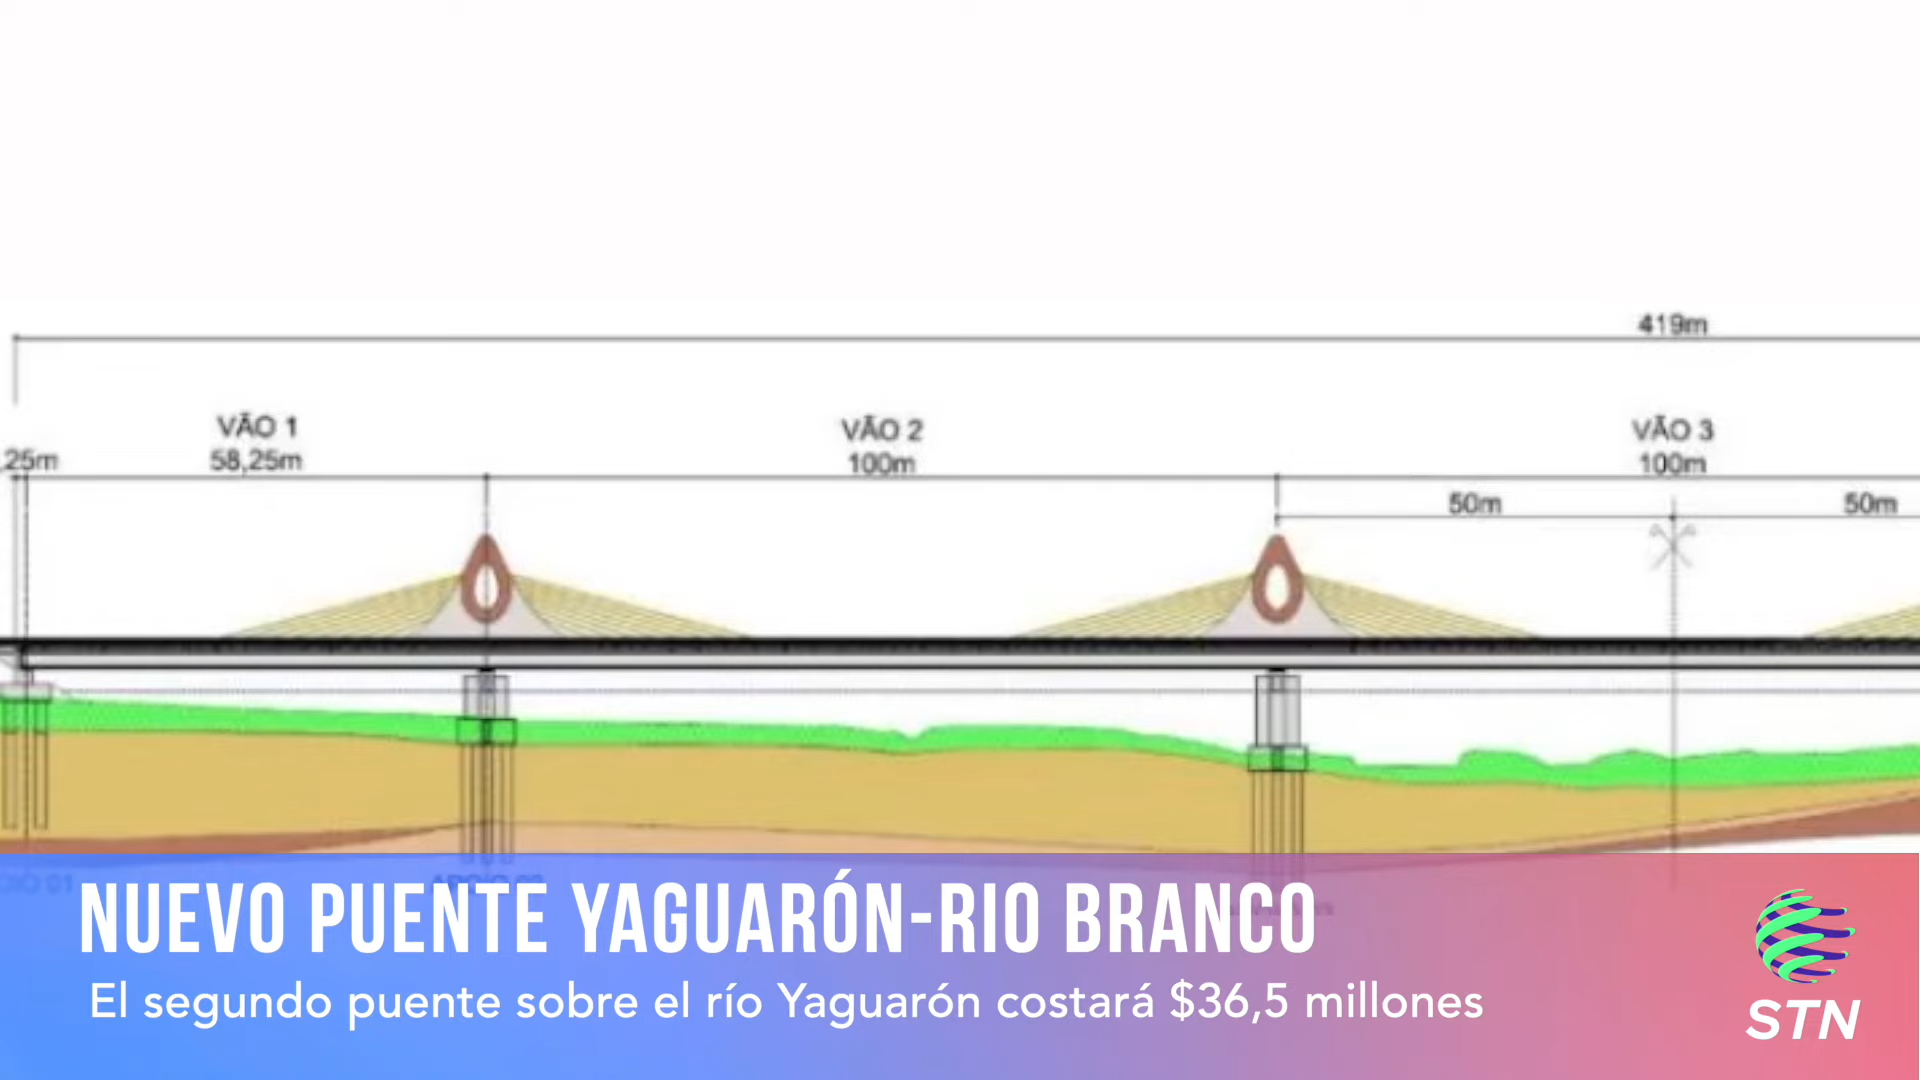 419m
VÃO 1
VÃO 2
VÃO 3
,25m
58,25m
100m
100m
50m
50m
NUEVO PUENTE YAGUARÓN-RIO BRANCO
El segundo puente sobre el río Yaguarón costará $36,5 millones
STN